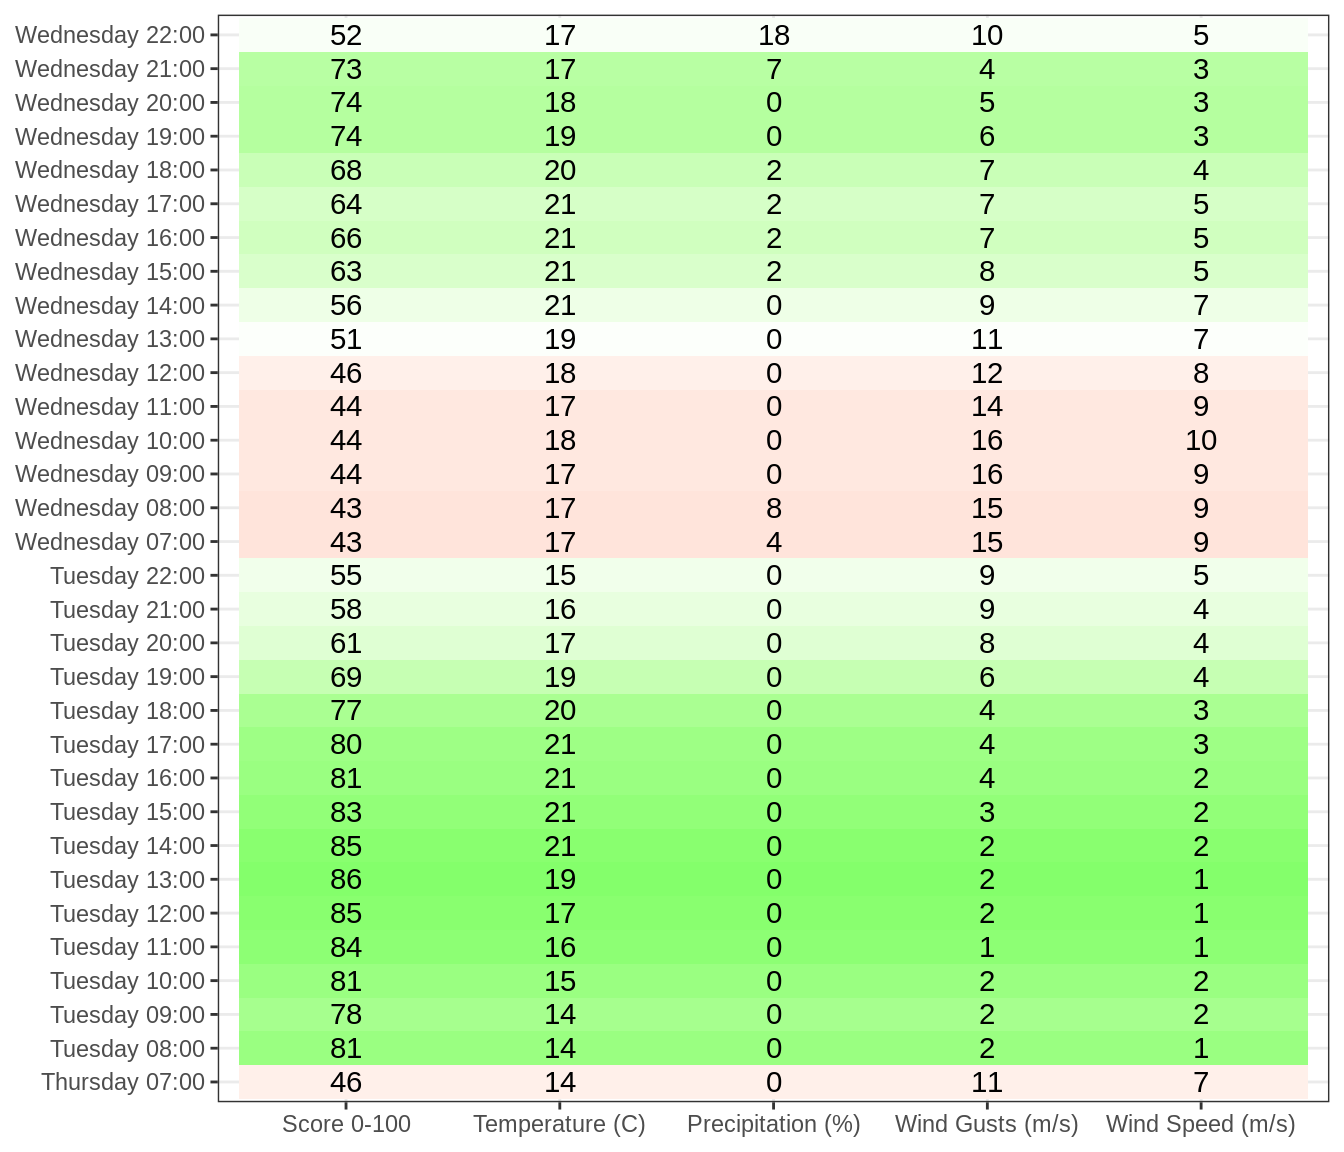 Wednesday 22:00 52 17 18 10 5
Wednesday 21:00 73 17 7 4 3
Wednesday 20:00 74 18 0 5 3
Wednesday 19:00 74 19 0 6 3
Wednesday 18:00 68 20 2 7 4
Wednesday 17:00 64 21 2 7 5
Wednesday 16:00 66 21 2 7 5
Wednesday 15:00 63 21 2 8 5
Wednesday 14:00 56 21 0 9 7
Wednesday 13:00 51 19 0 11 7
Wednesday 12:00 46 18 0 12 8
Wednesday 11:00 44 17 0 14 9
Wednesday 10:00 44 18 0 16 10
Wednesday 09:00 44 17 0 16 9
Wednesday 08:00 43 17 8 15 9
Wednesday 07:00 43 17 4 15 9
Tuesday 22:00 55 15 0 9 5
Tuesday 21:00 58 16 0 9 4
Tuesday 20:00 61 17 0 8 4
Tuesday 19:00 69 19 0 6 4
Tuesday 18:00 77 20 0 4 3
Tuesday 17:00 80 21 0 4 3
Tuesday 16:00 81 21 0 4 2
Tuesday 15:00 83 21 0 3 2
Tuesday 14:00 85 21 0 2 2
Tuesday 13:00 86 19 0 2 1
Tuesday 12:00 85 17 0 2 1
Tuesday 11:00 84 16 0 1 1
Tuesday 10:00 81 15 0 2 2
Tuesday 09:00 78 14 0 2 2
Tuesday 08:00 81 14 0 2 1
Thursday 07:00 46 14 0 11 7
Score 0-100 Temperature (C) Precipitation (%) Wind Gusts (m/s) Wind Speed (m/s)